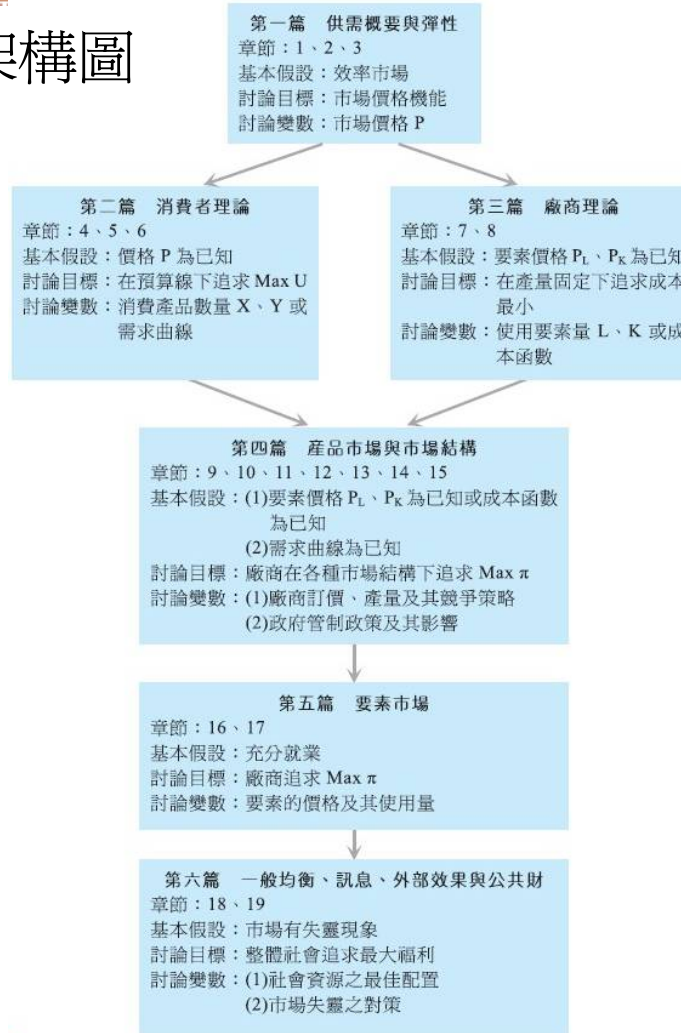 架構圖
第一篇 供需概要與彈性
章節：1、2、3
基本假設：效率市場
討論目標：市場價格機能
討論變數：市場價格 P
第二篇 消費者理論
章節：4、5、6
基本假設：價格 P 為已知
討論目標：在預算線下追求 Max U
討論變數：消費產品數量 X、Y 或
需求曲線
第三篇 廠商理論
章節：7、8
基本假設：要素價格 PL、PK 為已知
討論目標：在產量固定下追求成本
最小
討論變數：使用要素量 L、K 或成
本函數
第四篇 產品市場與市場結構
章節：9、10、11、12、13、14、15
基本假設：(1)要素價格 PL、PK 為已知或成本函數
為已知
(2)需求曲線為已知
討論目標：廠商在各種市場結構下追求 Max π
討論變數：(1)廠商訂價、產量及其競爭策略
(2)政府管制政策及其影響
第五篇 要素市場
章節：16、17
基本假設：充分就業
討論目標：廠商追求 Max π
討論變數：要素的價格及其使用量
第六篇 一般均衡、訊息、外部效果與公共財
章節：18、19
基本假設：市場有失靈現象
討論目標：整體社會追求最大福利
討論變數：(1)社會資源之最佳配置
(2)市場失靈之對策